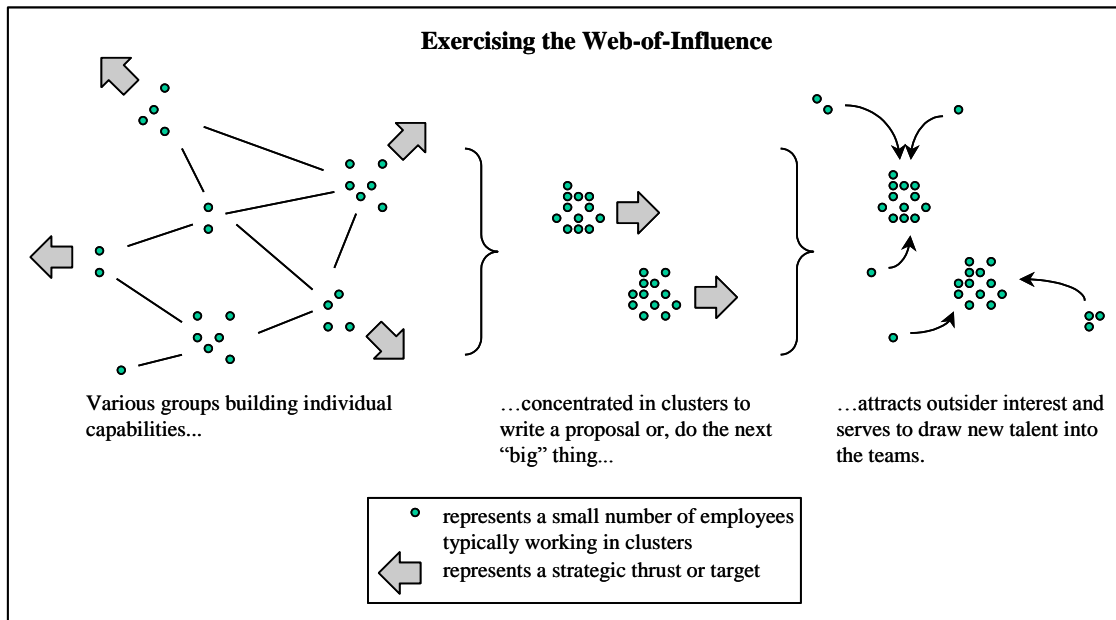 Exercising the Web-of-Influence
Various groups building individual
capabilities...
…concentrated in clusters to
write a proposal or, do the next
“big” thing...
…attracts outsider interest and
serves to draw new talent into
the teams.
represents a small number of employees
typically working in clusters
represents a strategic thrust or target